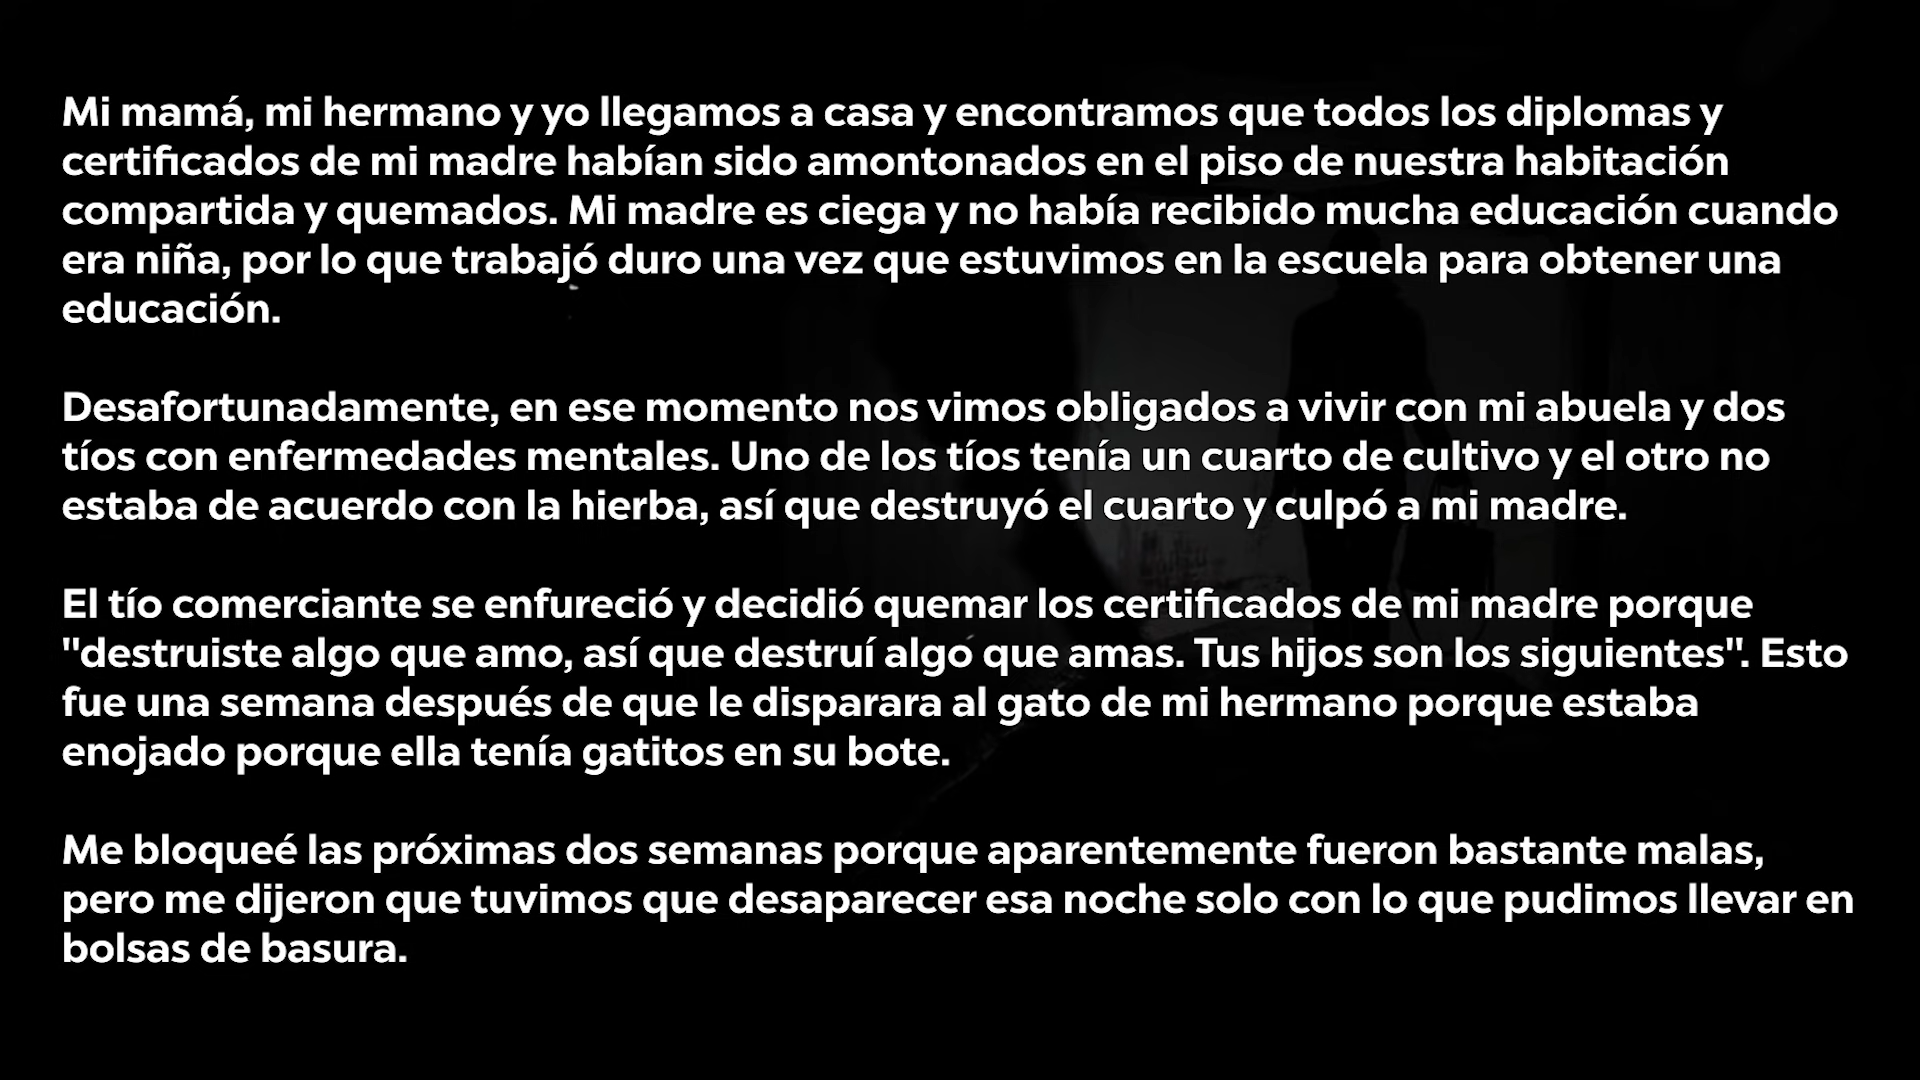 Mi mamá, mi hermano y yo llegamos a casa y encontramos que todos los diplomas y
certificados de mi madre habían sido amontonados en el piso de nuestra habitación
compartida y quemados. Mi madre es ciega y no había recibido mucha educación cuando
era niña, por lo que trabajó duro una vez que estuvimos en la escuela para obtener una
educación.
Desafortunadamente, en ese momento nos vimos obligados a vivir con mi abuela y dos
tíos con enfermedades mentales. Uno de los tíos tenía un cuarto de cultivo y el otro no
estaba de acuerdo con la hierba, así que destruyó el cuarto y culpó a mi madre.
El tío comerciante se enfureció y decidió quemar los certificados de mi madre porque
"destruiste algo que amo, así que destruí algo que amas. Tus hijos son los siguientes". Esto
fue una semana después de que le disparara al gato de mi hermano porque estaba
enojado porque ella tenía gatitos en su bote.
Me bloqueé las próximas dos semanas porque aparentemente fueron bastante malas,
pero me dijeron que tuvimos que desaparecer esa noche solo con lo que pudimos llevar en
bolsas de basura.